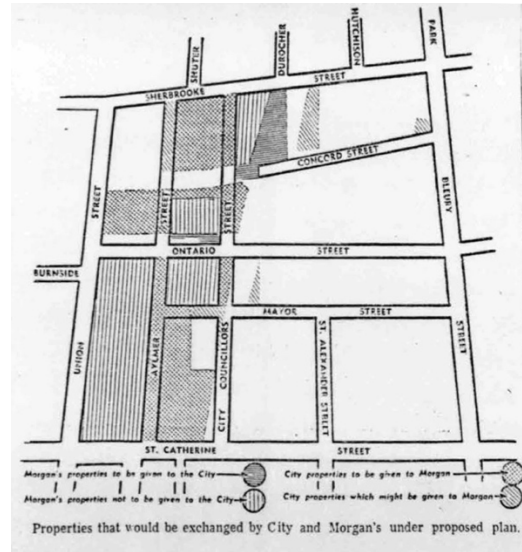 SHUTER
DUROCHER
HUTCHISON
PARK
SHERBROOKE
STREET
CONCORD STREET
STREET
STREET
STREET
BLEURY
ONTARIO
STREET
BURNSIDE
MAYOR
STREET
UNION
AYLMER
CITY COUNCILLORS
ST. ALEXANDER STREET
STREET
ST. CATHERINE
STREET
Morgan's properties to be given to the City
City properties to be given to Morgan
Morgan's properties not to be given to the City
City properties which might be given to Morgan
Properties that would be exchanged by City and Morgan's under proposed plan.